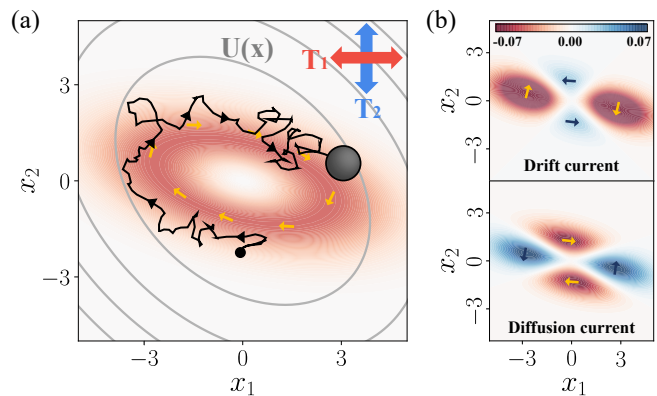 (a)
U(x)
T₁
T₂
x₂
3
0
−3
−3
0
3
x₁
(b)
-0.07
0.00
0.07
x₂
3
0
−3
Drift current
x₂
3
0
−3
Diffusion current
−3
0
3
x₁